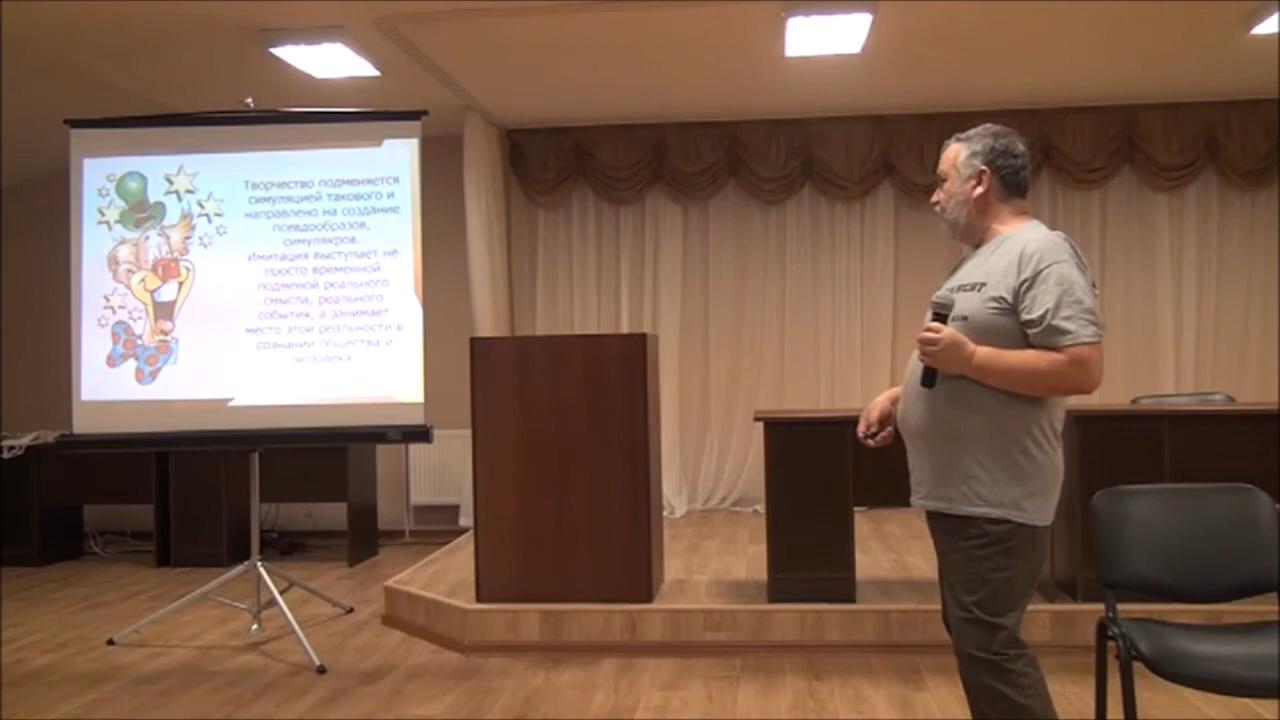 Творчество подменяется
симуляцией такового и
направлено на создание
псевдообразов,
симулякров.
Имитация выступает не
просто временной
подменой реального
смысла, реального
события, а занимает
место этой реальности в
сознании общества и
человека